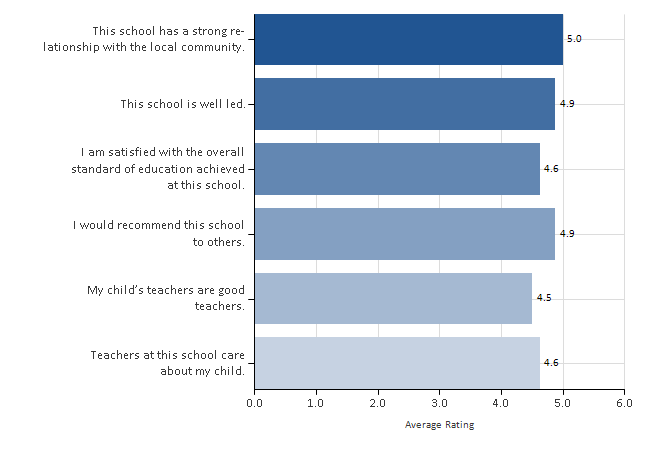 This school has a strong re-
lationship with the local community.
5.0
This school is well led.
4.9
I am satisfied with the overall
standard of education achieved
at this school.
4.6
I would recommend this school
to others.
4.9
My child's teachers are good
teachers.
4.5
Teachers at this school care
about my child.
4.6
0.0 1.0 2.0 3.0 4.0 5.0 6.0
Average Rating